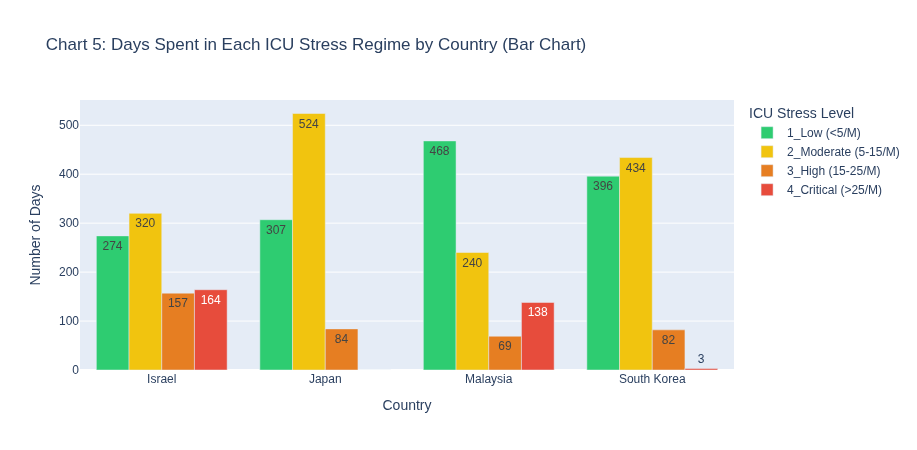 Chart 5: Days Spent in Each ICU Stress Regime by Country (Bar Chart)
ICU Stress Level
1_Low (<5/M)
2_Moderate (5-15/M)
3_High (15-25/M)
4_Critical (>25/M)
Number of Days
500
400
300
200
100
0
274
320
157
164
307
524
84
468
240
69
138
396
434
82
3
Israel
Japan
Malaysia
South Korea
Country